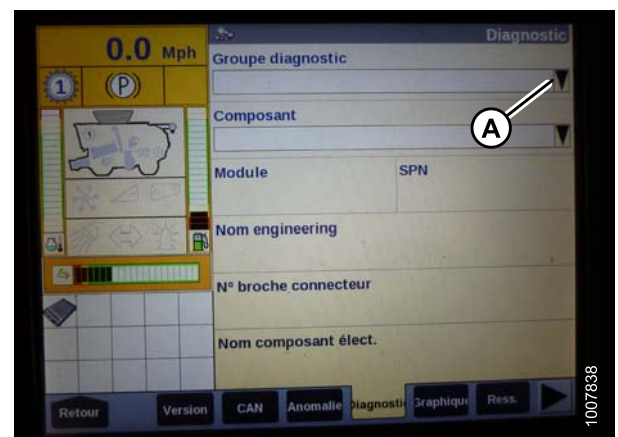 0.0 Mph
1
(P)
Diagnostic
Groupe diagnostic
A
Composant
Module
SPN
Nom engineering
N° broche connecteur
Nom composant élect.
Retour
Version
CAN
Anomalie
Diagnosti
Graphique
Ress.
1007838